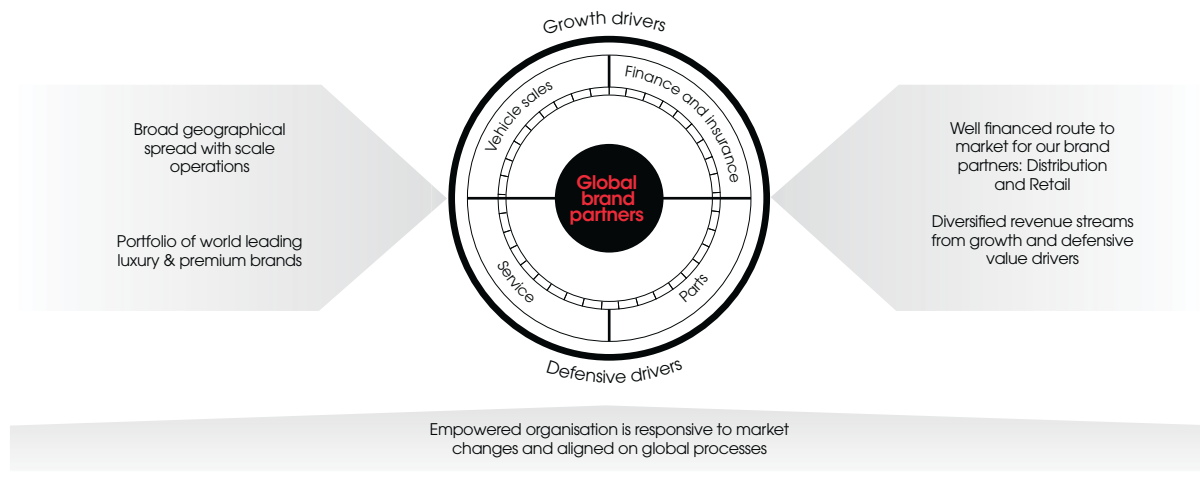 Growth drivers
Vehicle sales
Finance and insurance
Broad geographical
spread with scale
operations
Portfolio of world leading
luxury & premium brands
Global
brand
partners
Well financed route to
market for our brand
partners: Distribution
and Retail
Diversified revenue streams
from growth and defensive
value drivers
Service
Parts
Defensive drivers
Empowered organisation is responsive to market
changes and aligned on global processes